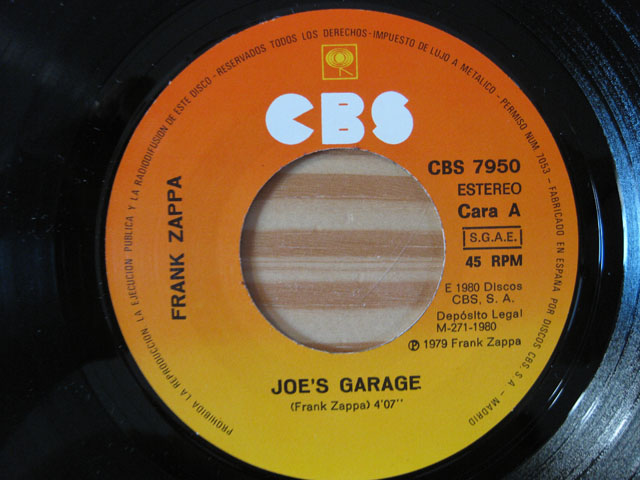 PROHIBIDA LA REPRODUCCIÓN, LA EJECUCION PUBLICA Y LA RADIODIFUSION DE ESTE DISCO - RESERVADOS TODOS LOS DERECHOS - IMPUESTO DE LUJO A METALICO - PERMISO NUM. 7053 - FABRICADO EN ESPAÑA POR DISCOS CBS, S. A. - MADRID
CBS
FRANK ZAPPA
CBS 7950
ESTEREO
Cara A
S.G.A.E.
45 RPM
E 1980 Discos
CBS, S. A.
Depósito Legal
M-271-1980
℗ 1979 Frank Zappa
JOE'S GARAGE
(Frank Zappa) 4'07''